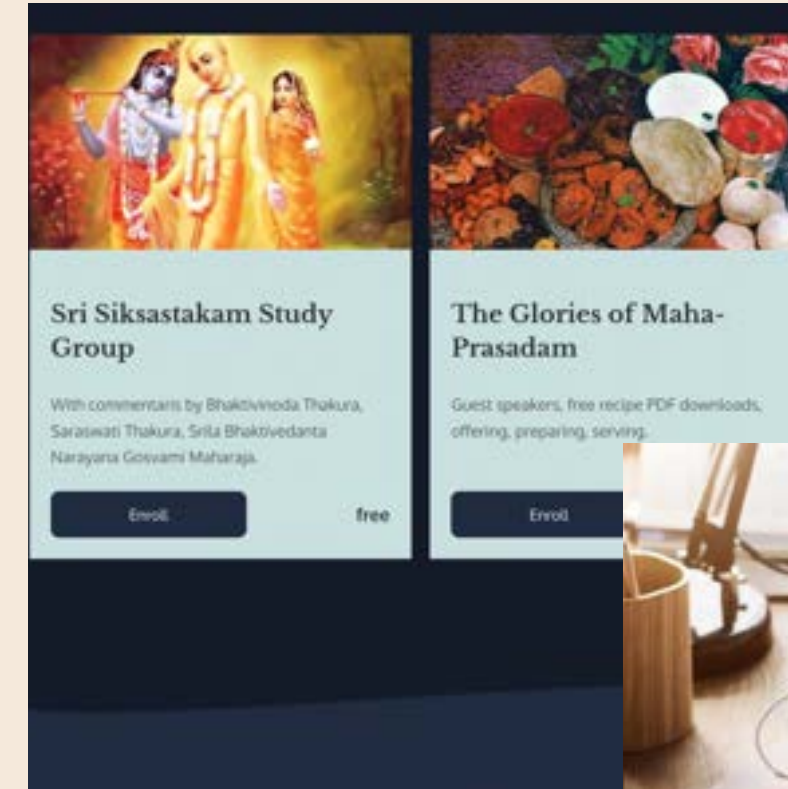 Sri Siksastakam Study
Group
With commentaris by Bhaktivinoda Thakura,
Saraswati Thakura, Srila Bhaktivedanta
Narayana Gosvami Maharaja.
Enroll
free
The Glories of Maha-
Prasadam
Guest speakers, free recipe PDF downloads,
offering, preparing, serving.
Enroll